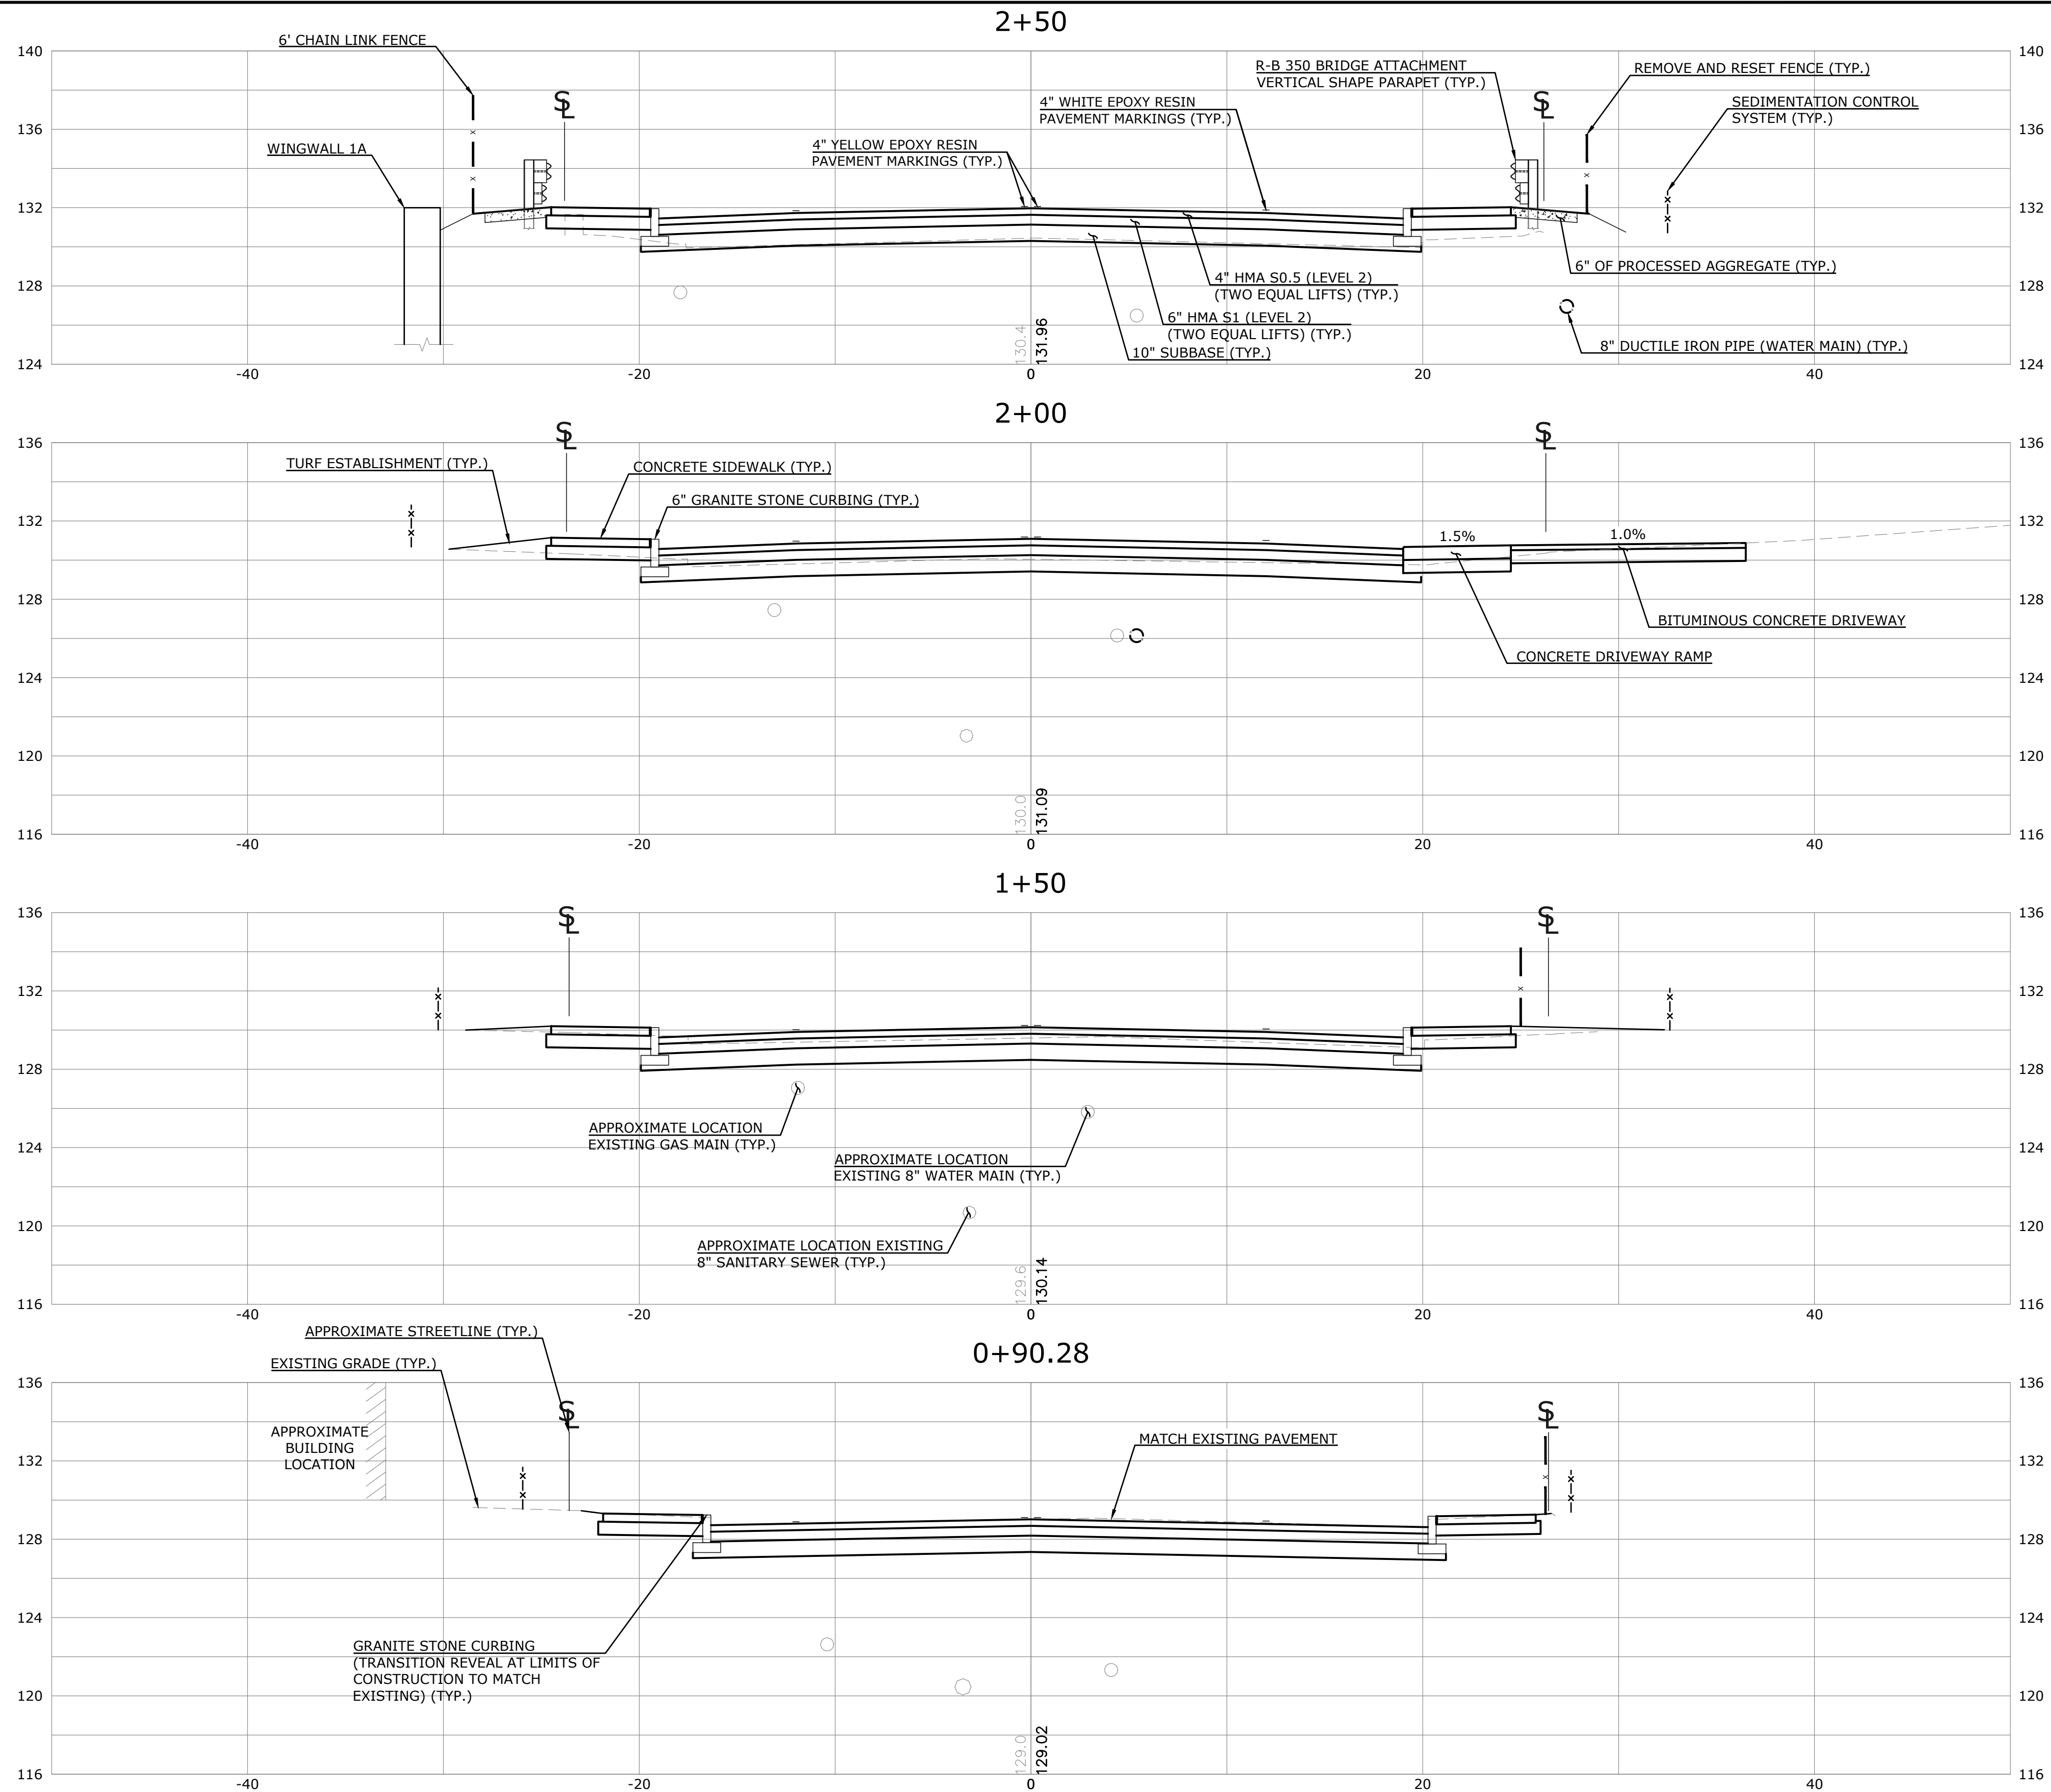 2+50
6' CHAIN LINK FENCE
R-B 350 BRIDGE ATTACHMENT
VERTICAL SHAPE PARAPET (TYP.)
REMOVE AND RESET FENCE (TYP.)
4" WHITE EPOXY RESIN
PAVEMENT MARKINGS (TYP.)
SEDIMENTATION CONTROL
SYSTEM (TYP.)
WINGWALL 1A
4" YELLOW EPOXY RESIN
PAVEMENT MARKINGS (TYP.)
SL
SL
6" OF PROCESSED AGGREGATE (TYP.)
4" HMA S0.5 (LEVEL 2)
(TWO EQUAL LIFTS) (TYP.)
6" HMA S1 (LEVEL 2)
(TWO EQUAL LIFTS) (TYP.)
10" SUBBASE (TYP.)
8" DUCTILE IRON PIPE (WATER MAIN) (TYP.)
130.4
131.96
140 140
136 136
132 132
128 128
124 124
-40 -20 0 20 40
2+00
SL
SL
TURF ESTABLISHMENT (TYP.)
CONCRETE SIDEWALK (TYP.)
6" GRANITE STONE CURBING (TYP.)
1.5%
1.0%
BITUMINOUS CONCRETE DRIVEWAY
CONCRETE DRIVEWAY RAMP
130.0
131.09
136 136
132 132
128 128
124 124
120 120
116 116
-40 -20 0 20 40
1+50
SL
SL
APPROXIMATE LOCATION
EXISTING GAS MAIN (TYP.)
APPROXIMATE LOCATION
EXISTING 8" WATER MAIN (TYP.)
APPROXIMATE LOCATION EXISTING
8" SANITARY SEWER (TYP.)
129.6
130.14
136 136
132 132
128 128
124 124
120 120
116 116
-40 -20 0 20 40
0+90.28
APPROXIMATE STREETLINE (TYP.)
EXISTING GRADE (TYP.)
SL
SL
APPROXIMATE
BUILDING
LOCATION
MATCH EXISTING PAVEMENT
GRANITE STONE CURBING
(TRANSITION REVEAL AT LIMITS OF
CONSTRUCTION TO MATCH
EXISTING) (TYP.)
129.0
129.02
136 136
132 132
128 128
124 124
120 120
116 116
-40 -20 0 20 40